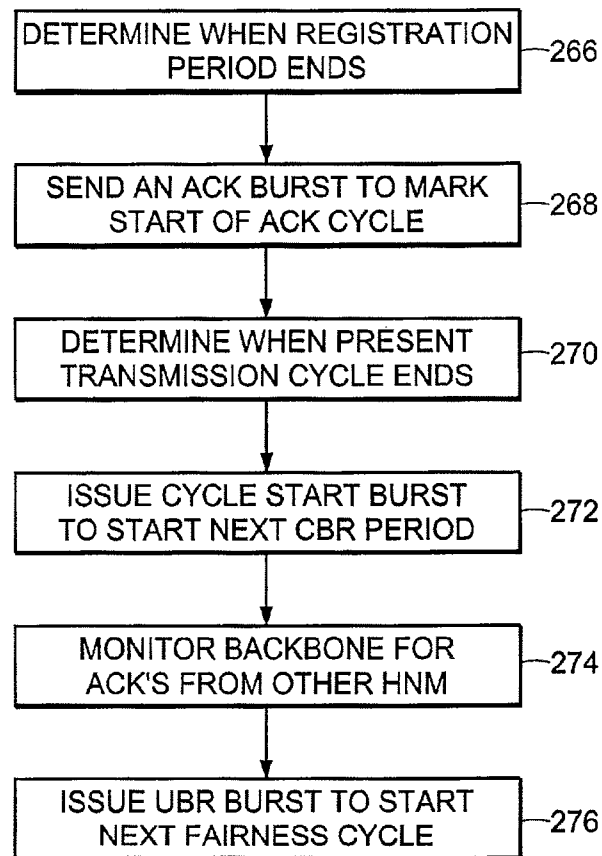 DETERMINE WHEN REGISTRATION
PERIOD ENDS
266
SEND AN ACK BURST TO MARK
START OF ACK CYCLE
268
DETERMINE WHEN PRESENT
TRANSMISSION CYCLE ENDS
270
ISSUE CYCLE START BURST
TO START NEXT CBR PERIOD
272
MONITOR BACKBONE FOR
ACK'S FROM OTHER HNM
274
ISSUE UBR BURST TO START
NEXT FAIRNESS CYCLE
276